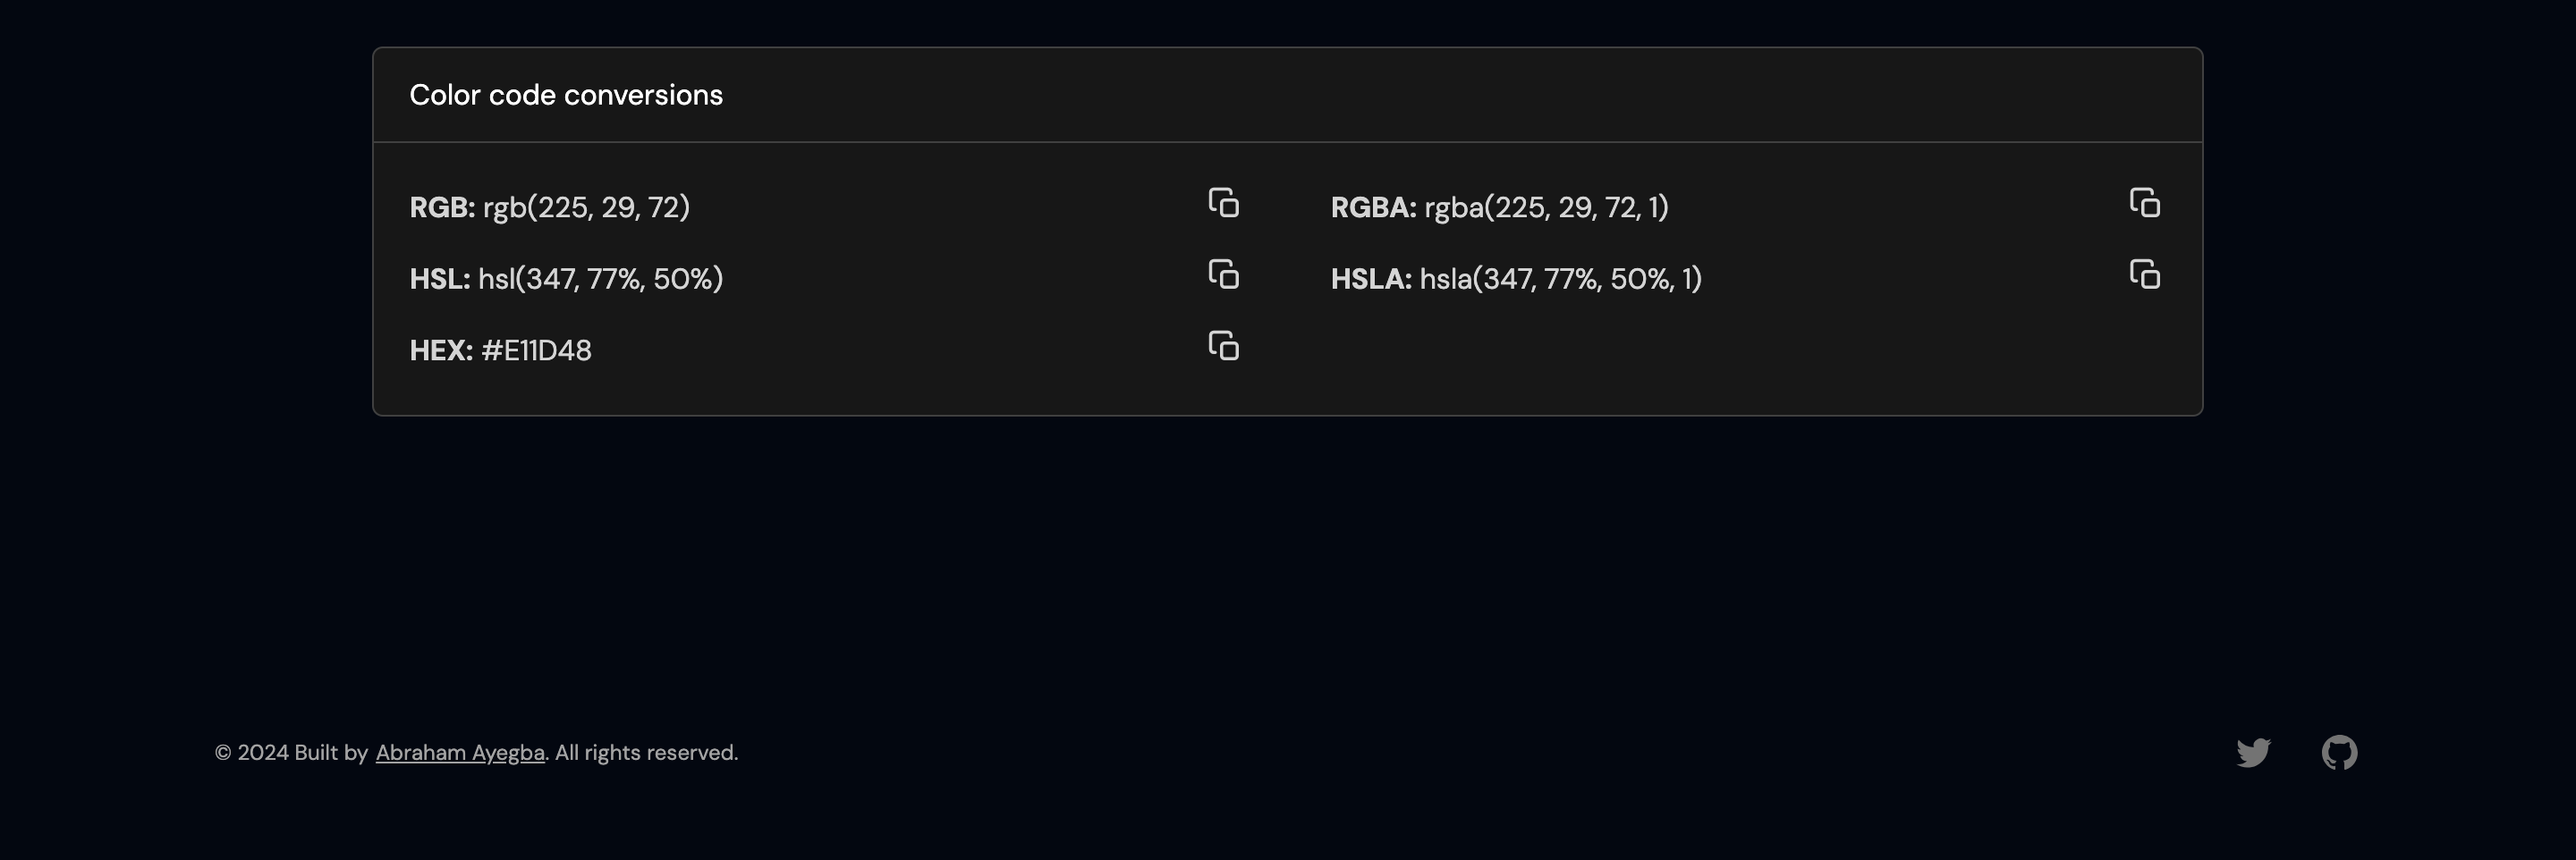 Color code conversions
RGB: rgb(225, 29, 72)
RGBA: rgba(225, 29, 72, 1)
HSL: hsl(347, 77%, 50%)
HSLA: hsla(347, 77%, 50%, 1)
HEX: #E11D48
© 2024 Built by Abraham Ayegba. All rights reserved.